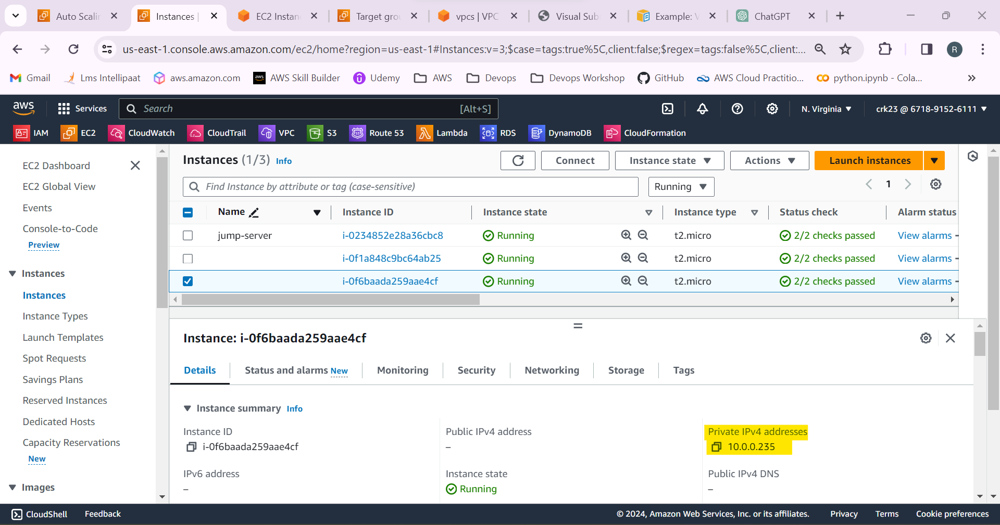 Auto Scalin
Instances |
EC2 Instan
Target grou
vpcs | VPC
Visual Sub
Example: V
ChatGPT
us-east-1.console.aws.amazon.com/ec2/home?region=us-east-1#Instances:v=3;$case=tags:true%5C,client:false;$regex=tags:false%5C,client:...
R
Gmail
Lms Intellipaat
aws.amazon.com
aws
AWS Skill Builder
Udemy
AWS
Devops
Devops Workshop
GitHub
AWS Cloud Practitio...
python.ipynb - Cola...
aws
Services
Search
[Alt+S]
N. Virginia
crk23 @ 6718-9152-6111
IAM
EC2
CloudWatch
CloudTrail
VPC
S3
Route 53
Lambda
RDS
DynamoDB
CloudFormation
EC2 Dashboard
EC2 Global View
Events
Console-to-Code
Preview
Instances
Instances
Instance Types
Launch Templates
Spot Requests
Savings Plans
Reserved Instances
Dedicated Hosts
Capacity Reservations
New
Images
Instances (1/3) Info
Connect
Instance state
Actions
Launch instances
Find Instance by attribute or tag (case-sensitive)
Running
1
Name Instance ID Instance state Instance type Status check Alarm status
jump-server i-0234852e28a36cbc8 Running t2.micro 2/2 checks passed View alarms
i-0f1a848c9bc64ab25 Running t2.micro 2/2 checks passed View alarms
i-0f6baada259aae4cf Running t2.micro 2/2 checks passed View alarms
Instance: i-0f6baada259aae4cf
Details
Status and alarms New
Monitoring
Security
Networking
Storage
Tags
Instance summary Info
Instance ID
i-0f6baada259aae4cf
Public IPv4 address
–
Private IPv4 addresses
10.0.0.235
IPv6 address
–
Instance state
Running
Public IPv4 DNS
–
CloudShell
Feedback
© 2024, Amazon Web Services, Inc. or its affiliates.
Privacy
Terms
Cookie preferences